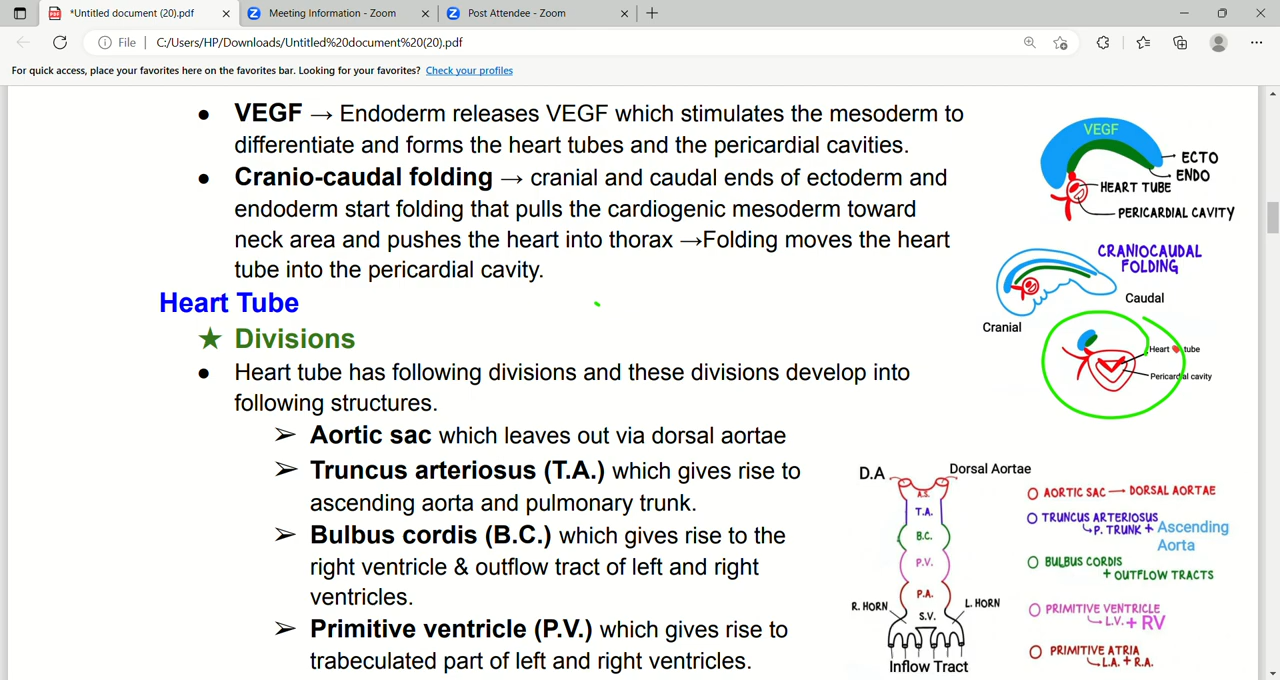 *Untitled document (20).pdf
Meeting Information - Zoom
Post Attendee - Zoom
File
C:/Users/HP/Downloads/Untitled%20document%20(20).pdf
For quick access, place your favorites here on the favorites bar. Looking for your favorites? Check your profiles
● VEGF → Endoderm releases VEGF which stimulates the mesoderm to
differentiate and forms the heart tubes and the pericardial cavities.
● Cranio-caudal folding → cranial and caudal ends of ectoderm and
endoderm start folding that pulls the cardiogenic mesoderm toward
neck area and pushes the heart into thorax →Folding moves the heart
tube into the pericardial cavity.
Heart Tube
★ Divisions
● Heart tube has following divisions and these divisions develop into
following structures.
➢ Aortic sac which leaves out via dorsal aortae
➢ Truncus arteriosus (T.A.) which gives rise to
ascending aorta and pulmonary trunk.
➢ Bulbus cordis (B.C.) which gives rise to the
right ventricle & outflow tract of left and right
ventricles.
➢ Primitive ventricle (P.V.) which gives rise to
trabeculated part of left and right ventricles.
VEGF
ECTO
ENDO
HEART TUBE
PERICARDIAL CAVITY
CRANIOCAUDAL
FOLDING
Caudal
Cranial
Heart ❤ tube
Pericardial cavity
D.A
Dorsal Aortae
A.S.
T.A.
B.C.
P.V.
P.A.
R. HORN
L. HORN
S.V.
Inflow Tract
AORTIC SAC → DORSAL AORTAE
TRUNCUS ARTERIOSUS
↳ P. TRUNK + Ascending
Aorta
BULBUS CORDIS
+ OUTFLOW TRACTS
PRIMITIVE VENTRICLE
↳ L.V. + RV
PRIMITIVE ATRIA
↳ L.A. + R.A.